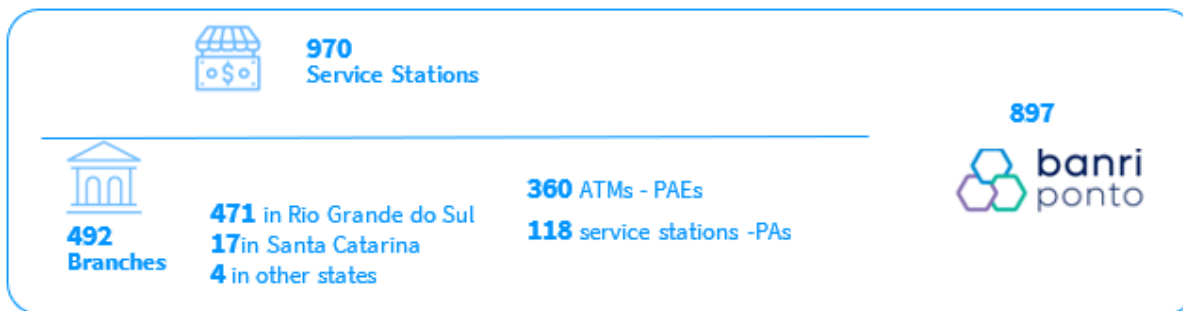 970
Service Stations
897
banri
ponto
492
Branches
471 in Rio Grande do Sul
17in Santa Catarina
4 in other states
360 ATMs - PAEs
118 service stations -PAs